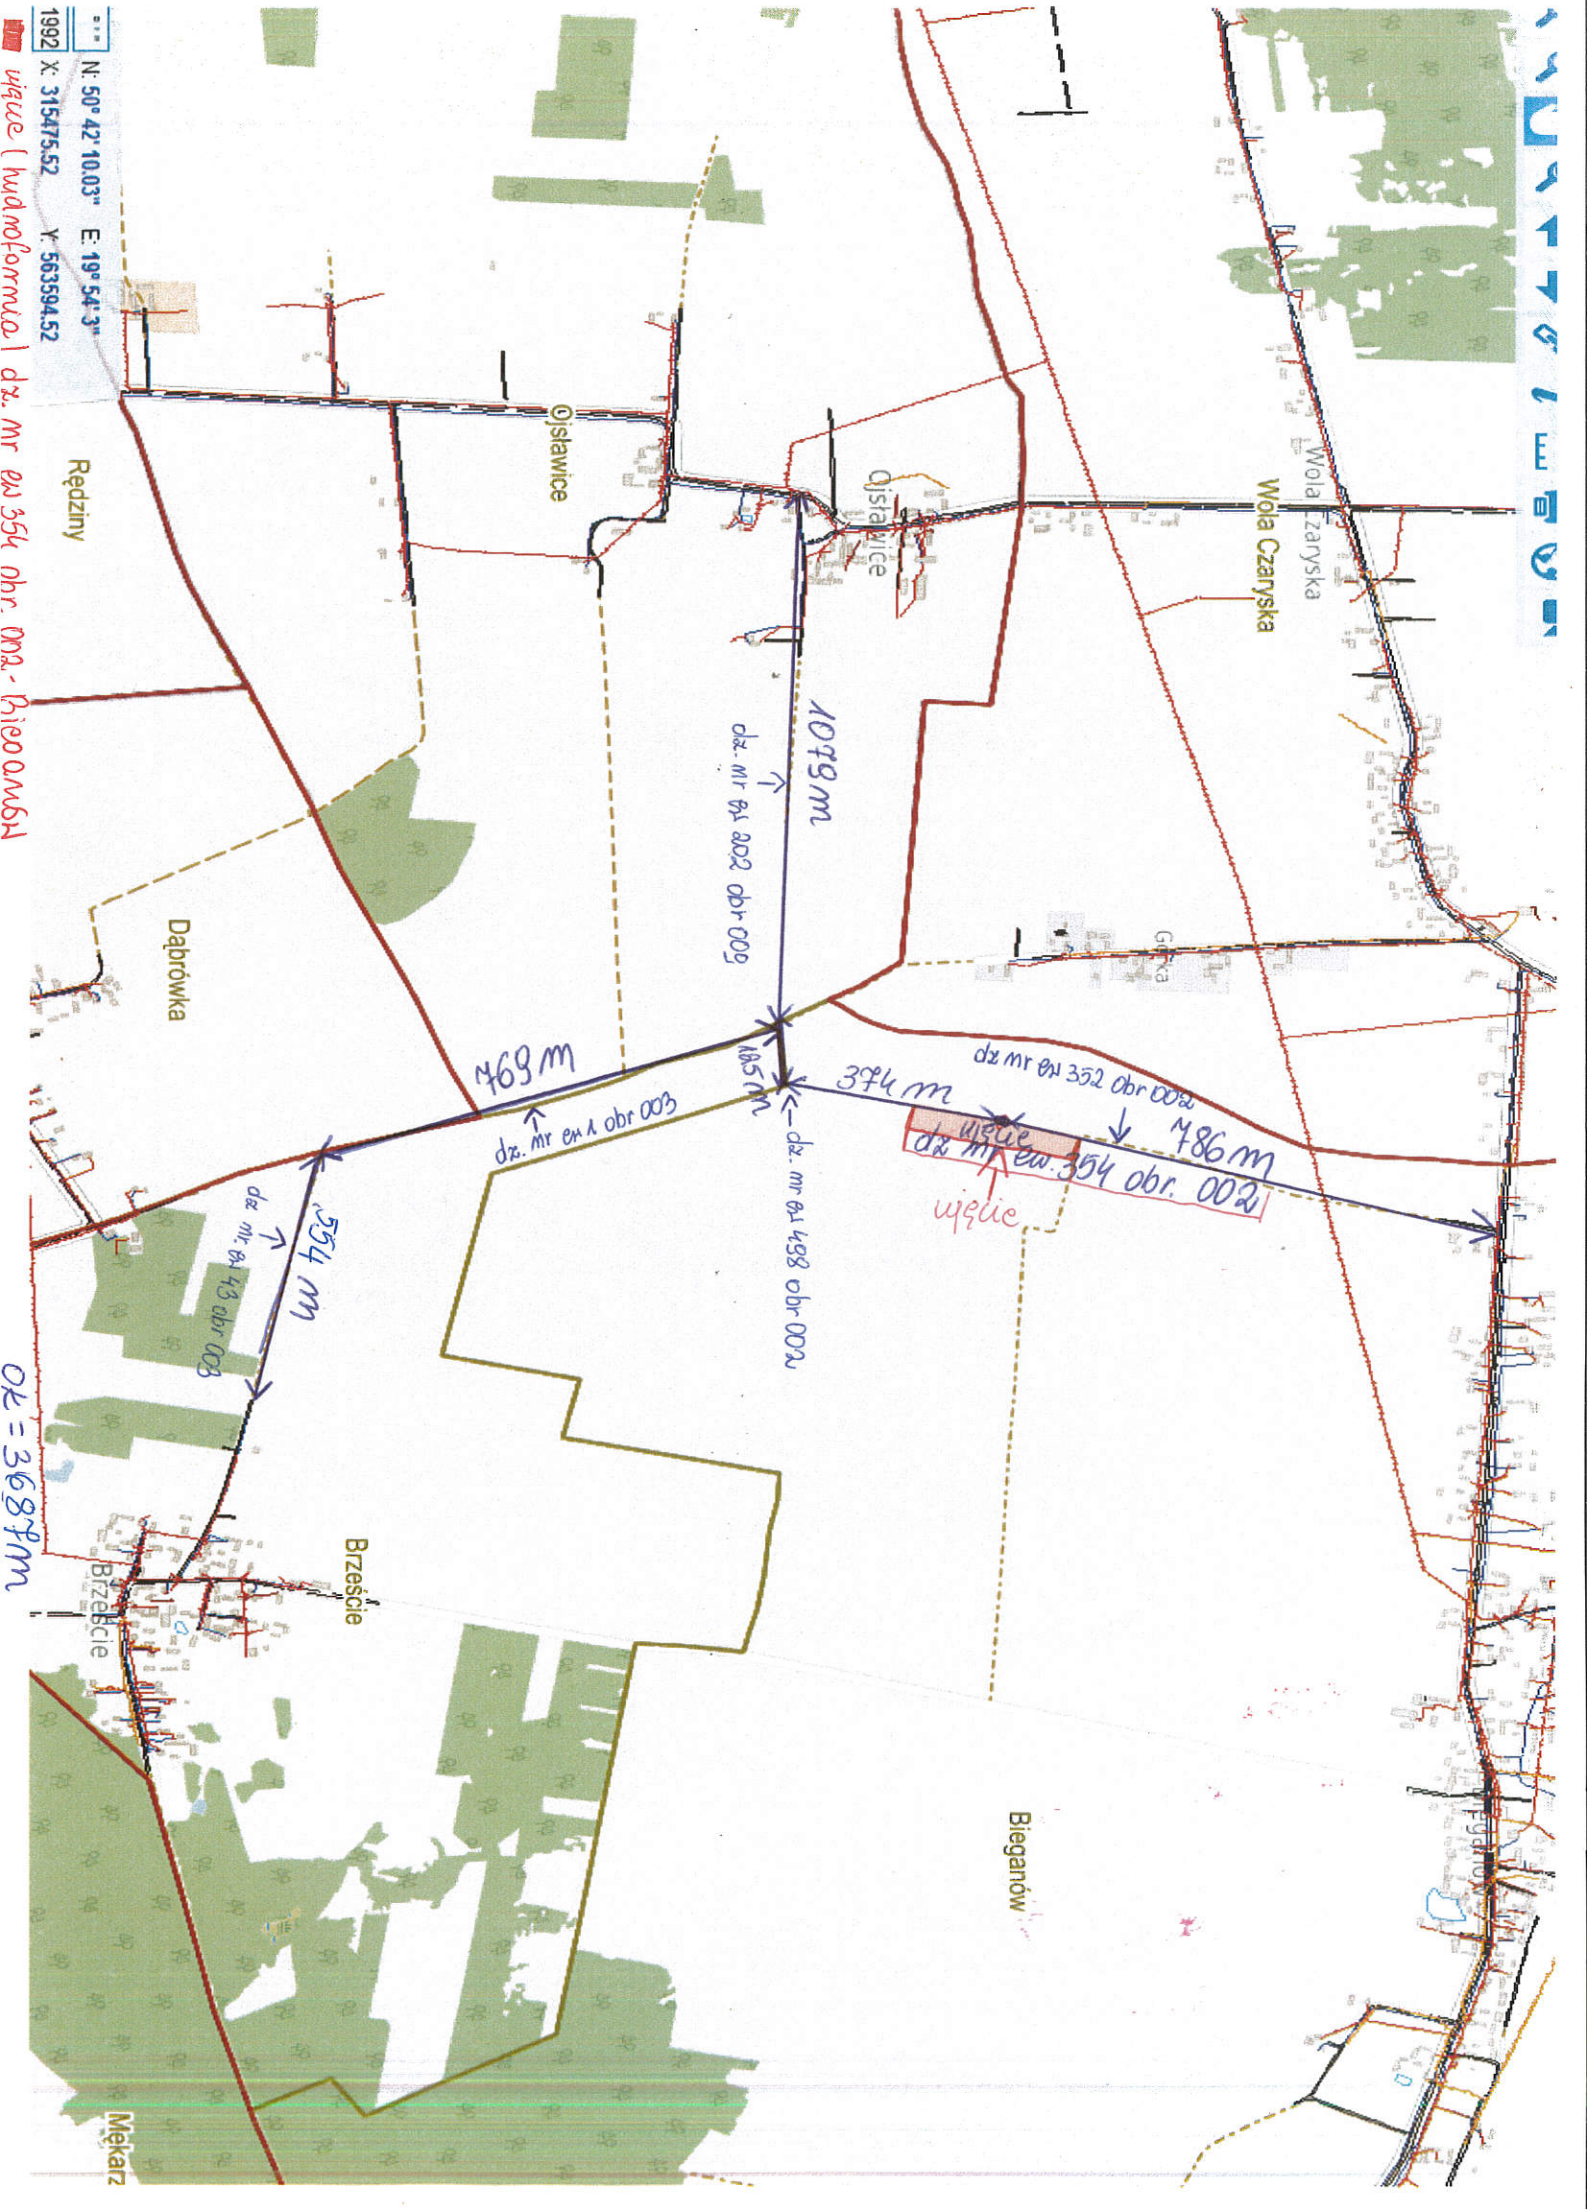 Wola Czaryska
Wola Czaryska
Górka
Ojsławice
Ojsławice
Rędziny
Dąbrówka
Brzeście
Brzeście
Bieganów
Mękarz
1079 m
dz. nr ew 202 obr 009
dz nr ew 352 obr 002
786 m
374 m
ujęcie
dz nr ew. 354 obr. 002
ujęcie
185 m
dz. nr ew 498 obr 002
769 m
dz. nr ew 1 obr 003
554 m
dz nr. ew 43 obr 003
OK = 3687m
N: 50° 42' 10.03" E: 19° 54' 3"
1992 X: 315475.52 Y: 563594.52
ujęcie (hydrofornia) dz. nr ew 354 obr. 002 - Bieganów